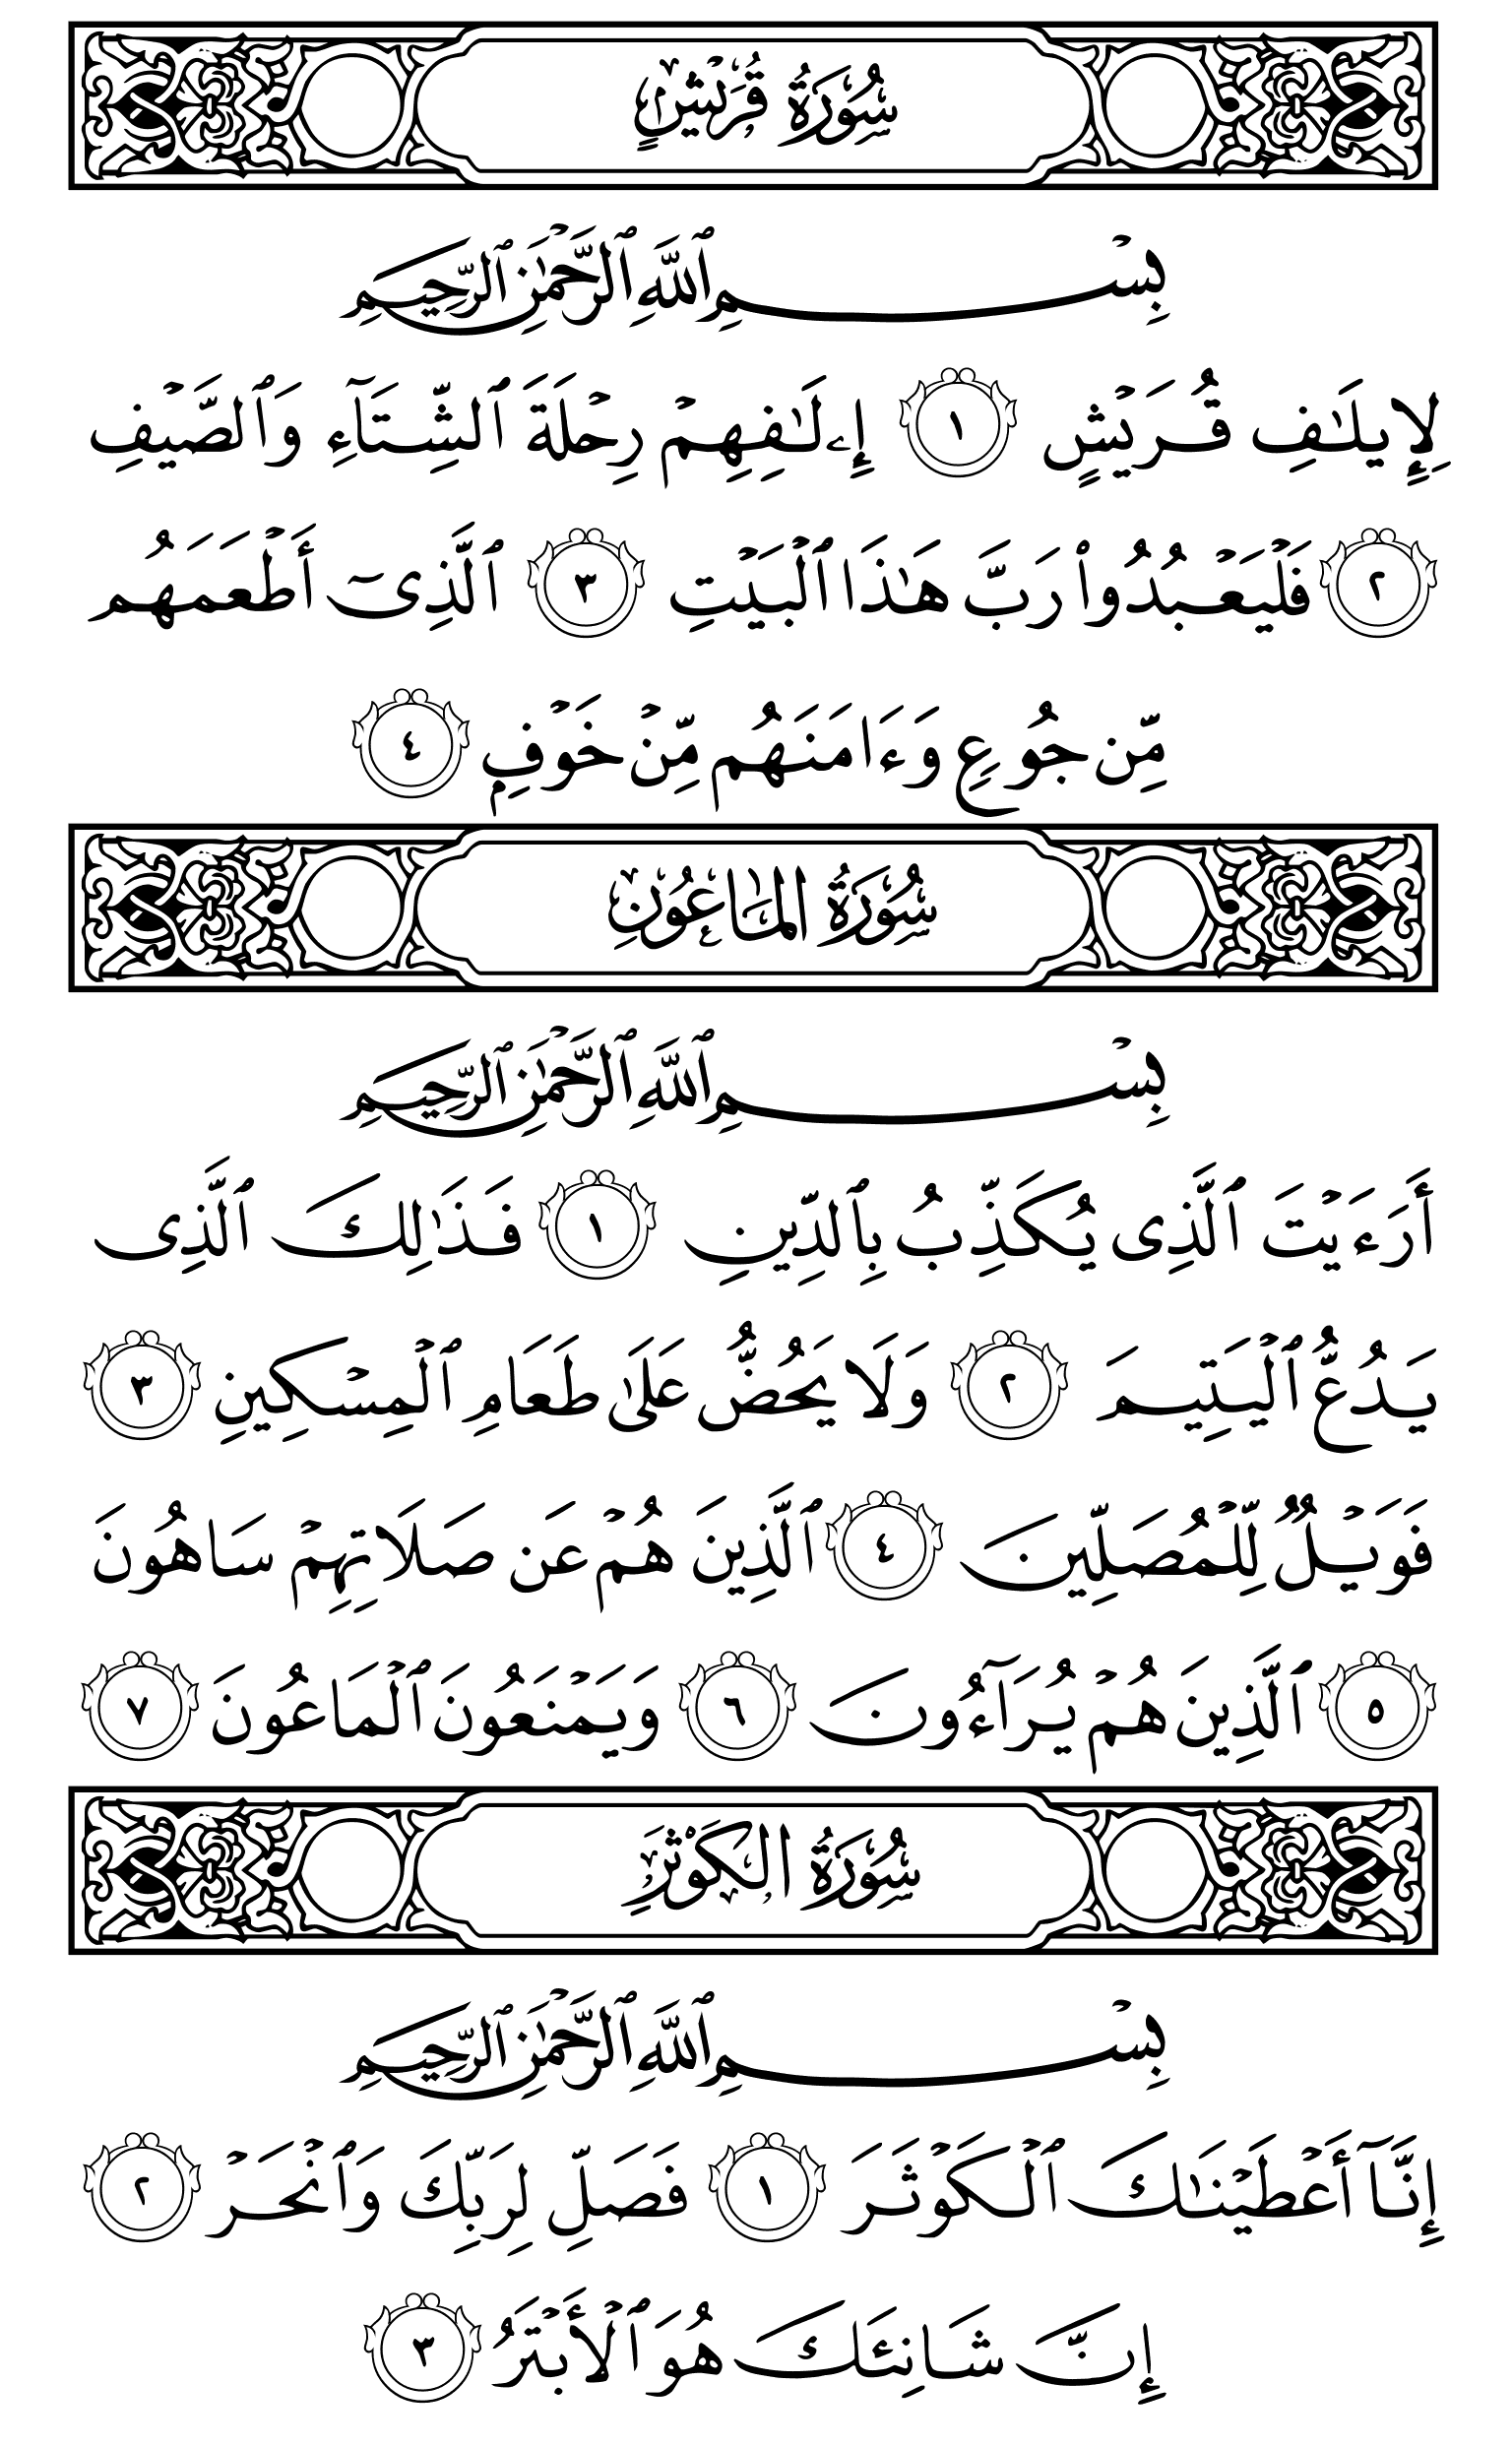 سُورَةُ قُرَيْشٍ
بِسْمِ ٱللَّهِ ٱلرَّحْمَٰنِ ٱلرَّحِيمِ
لِإِيلَٰفِ قُرَيْشٍ ١ إِۦلَٰفِهِمْ رِحْلَةَ ٱلشِّتَآءِ وَٱلصَّيْفِ
٢ فَلْيَعْبُدُوا۟ رَبَّ هَٰذَا ٱلْبَيْتِ ٣ ٱلَّذِىٓ أَطْعَمَهُم
مِّن جُوعٍ وَءَامَنَهُم مِّنْ خَوْفٍۭ ٤
سُورَةُ المَاعُونِ
بِسْمِ ٱللَّهِ ٱلرَّحْمَٰنِ ٱلرَّحِيمِ
أَرَءَيْتَ ٱلَّذِى يُكَذِّبُ بِٱلدِّينِ ١ فَذَٰلِكَ ٱلَّذِى
يَدُعُّ ٱلْيَتِيمَ ٢ وَلَا يَحُضُّ عَلَىٰ طَعَامِ ٱلْمِسْكِينِ ٣
فَوَيْلٌ لِّلْمُصَلِّينَ ٤ ٱلَّذِينَ هُمْ عَن صَلَاتِهِمْ سَاهُونَ
٥ ٱلَّذِينَ هُمْ يُرَآءُونَ ٦ وَيَمْنَعُونَ ٱلْمَاعُونَ ٧
سُورَةُ الكَوْثَرِ
بِسْمِ ٱللَّهِ ٱلرَّحْمَٰنِ ٱلرَّحِيمِ
إِنَّآ أَعْطَيْنَٰكَ ٱلْكَوْثَرَ ١ فَصَلِّ لِرَبِّكَ وَٱنْحَرْ ٢
إِنَّ شَانِئَكَ هُوَ ٱلْأَبْتَرُ ٣